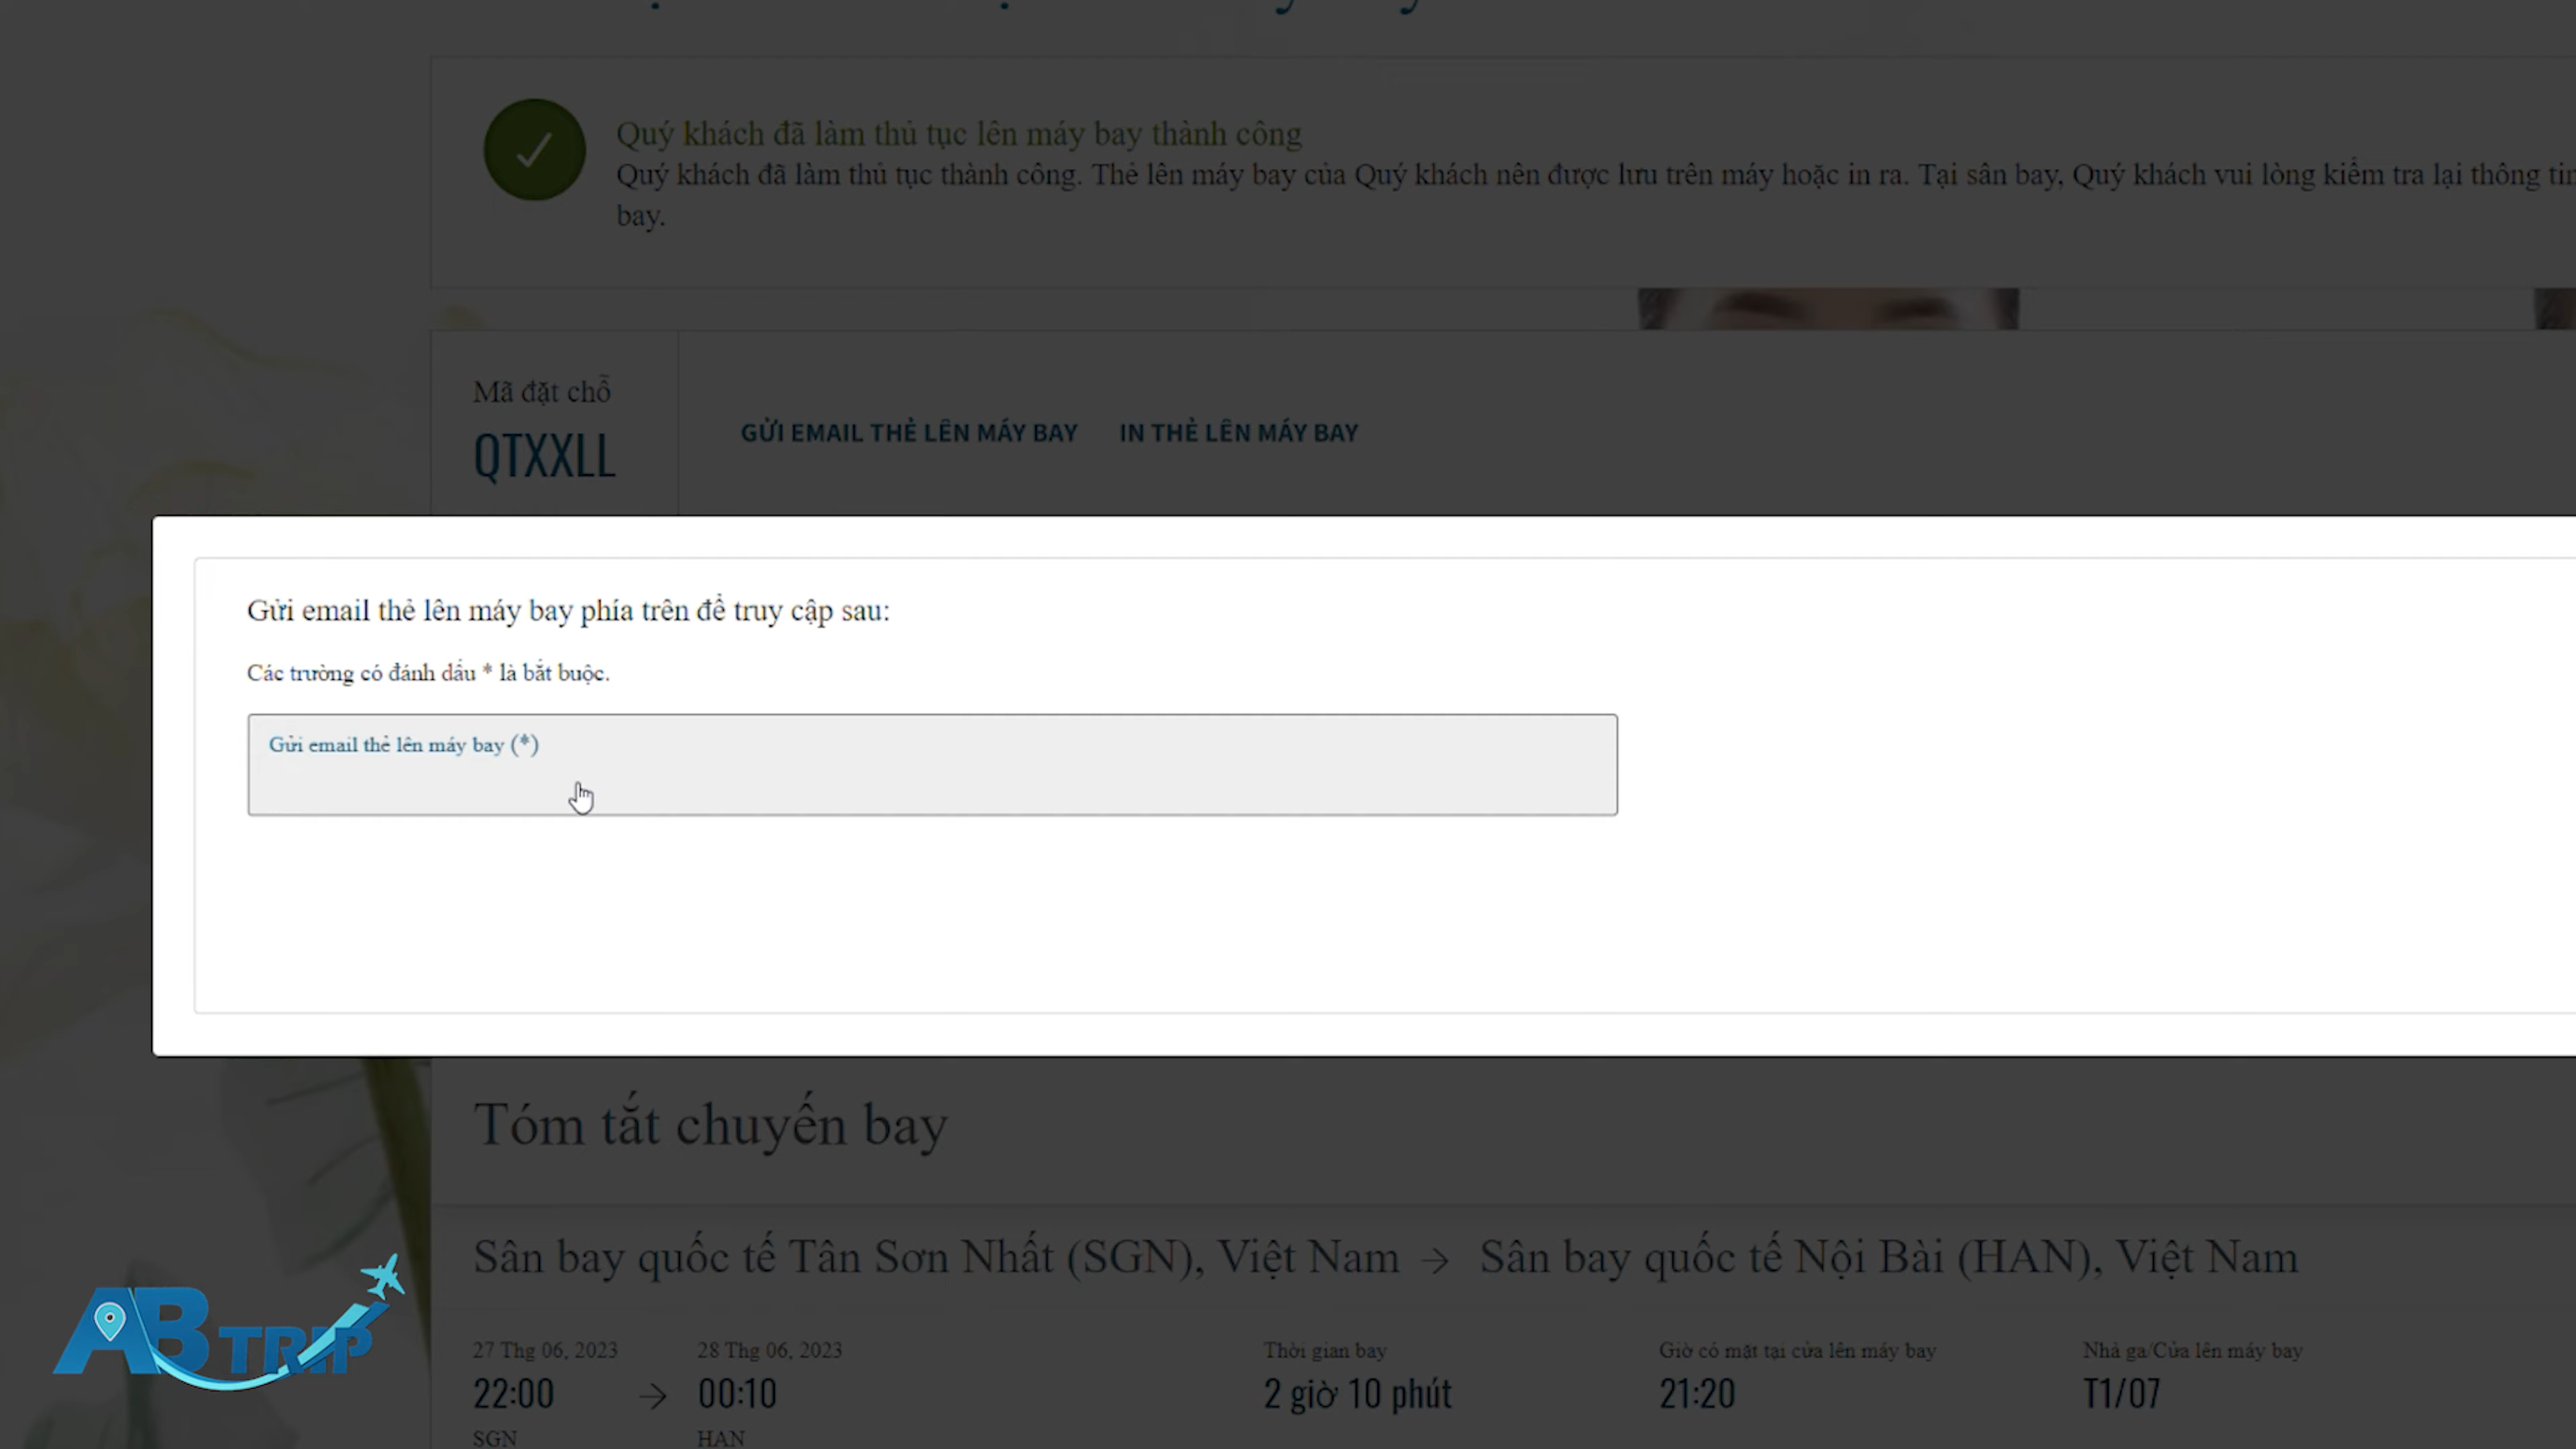 Quý khách đã làm thủ tục lên máy bay thành công
Quý khách đã làm thủ tục thành công. Thẻ lên máy bay của Quý khách nên được lưu trên máy hoặc in ra. Tại sân bay, Quý khách vui lòng kiểm tra lại thông tin
bay.
Mã đặt chỗ
QTXXLL
GỬI EMAIL THẺ LÊN MÁY BAY
IN THẺ LÊN MÁY BAY
Gửi email thẻ lên máy bay phía trên để truy cập sau:
Các trường có đánh dấu * là bắt buộc.
Gửi email thẻ lên máy bay (*)
Tóm tắt chuyến bay
Sân bay quốc tế Tân Sơn Nhất (SGN), Việt Nam → Sân bay quốc tế Nội Bài (HAN), Việt Nam
27 Thg 06, 2023
28 Thg 06, 2023
Thời gian bay
Giờ có mặt tại cửa lên máy bay
Nhà ga/Cửa lên máy bay
22:00 → 00:10
2 giờ 10 phút
21:20
T1/07
SGN
HAN
AB TRIP